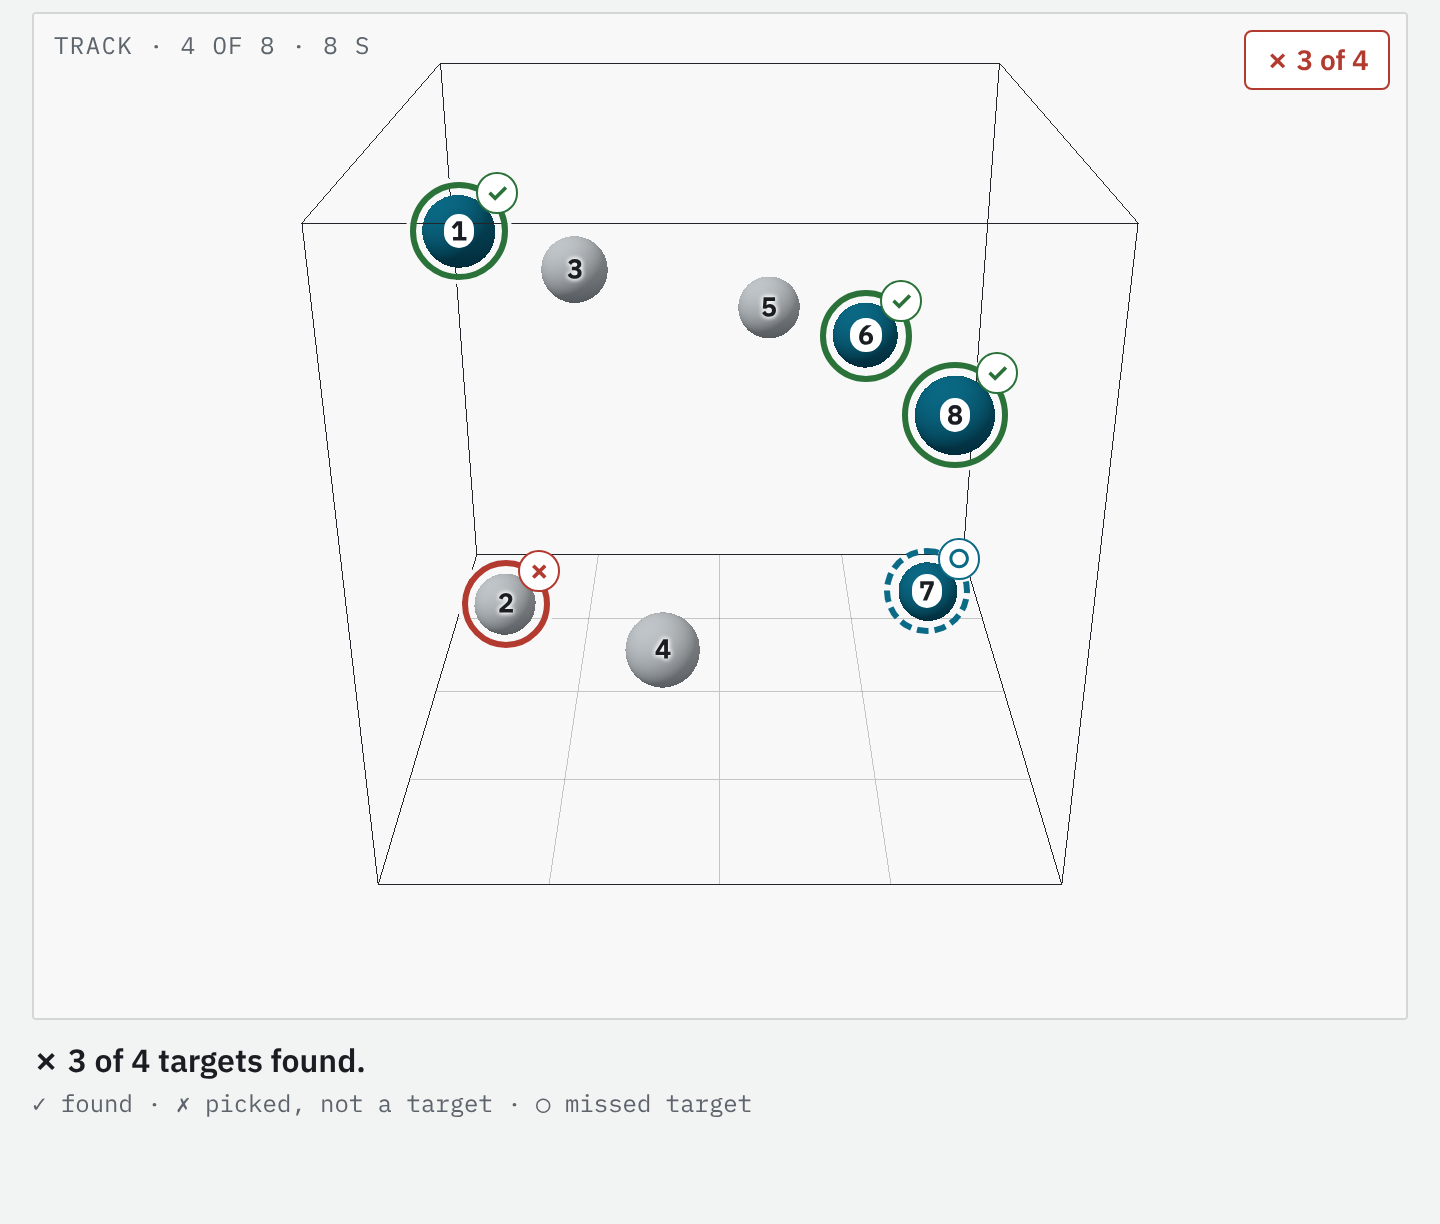 TRACK · 4 OF 8 · 8 S
× 3 of 4
1
3
5
6
8
2
7
4
× 3 of 4 targets found.
✓ found · ✗ picked, not a target · ○ missed target